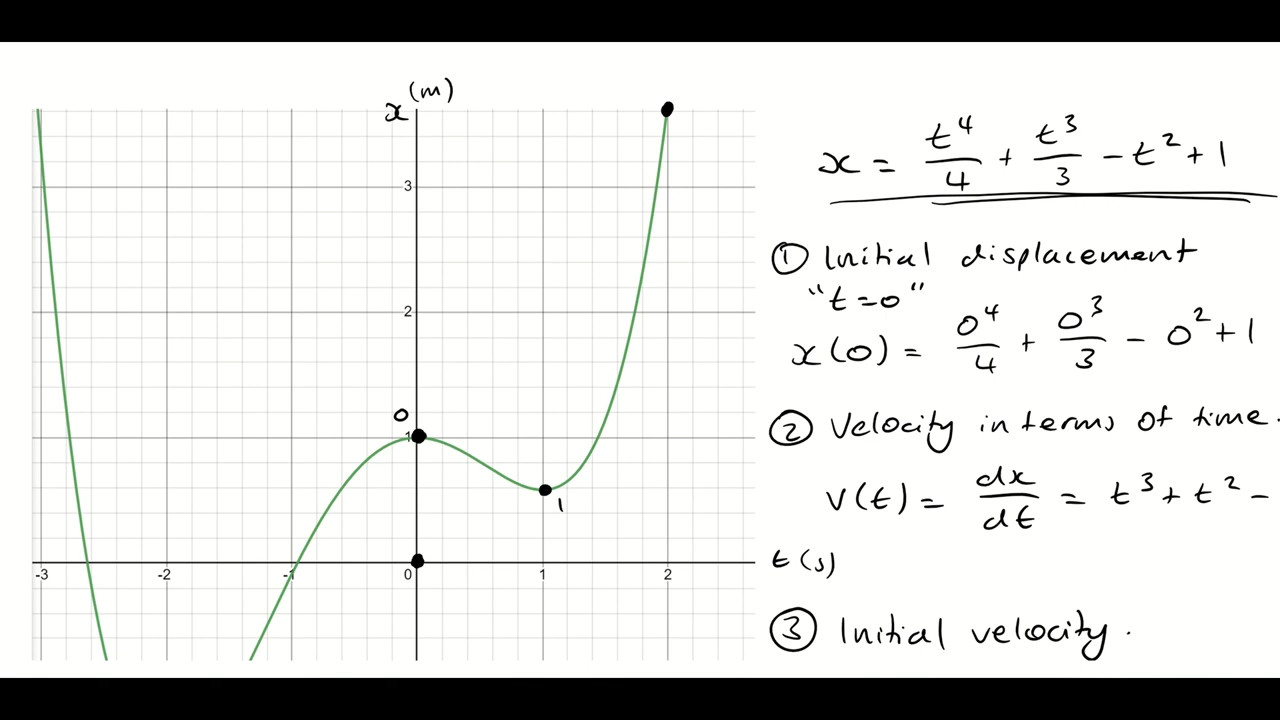 x (m)
3
2
0
1
1
-3 -2 -1 0 1 2
t(s)
x = t⁴/4 + t³/3 - t² + 1
① Initial displacement
"t=0"
x(0) = 0⁴/4 + 0³/3 - 0² + 1
② Velocity in terms of time.
v(t) = dx/dt = t³ + t² -
③ Initial velocity.